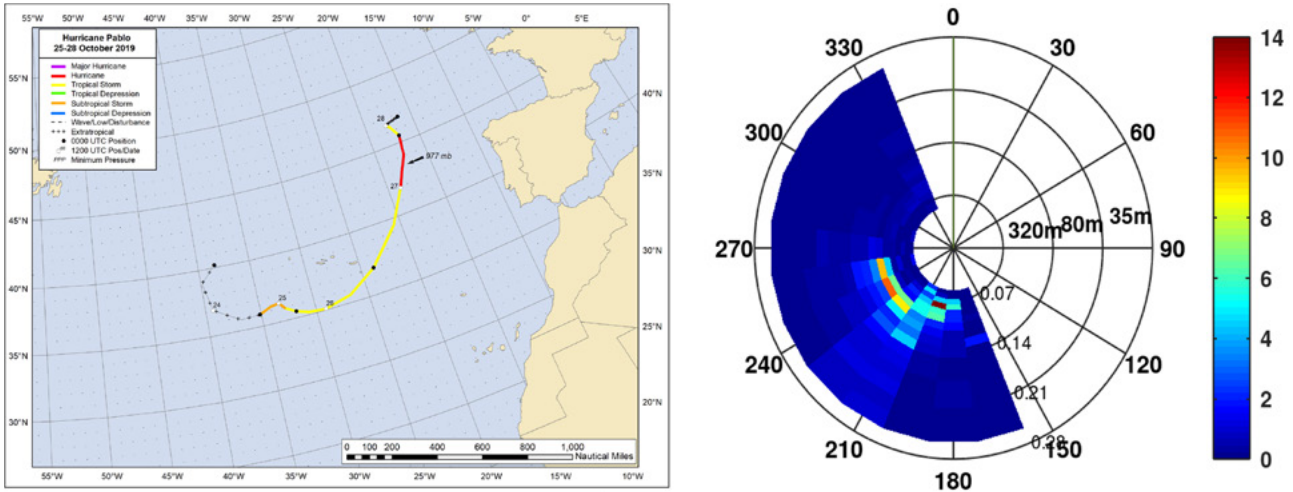 55°W 50°W 45°W 40°W 35°W 30°W 25°W 20°W 15°W 10°W 5°W 0° 5°E
Hurricane Pablo
25-28 October 2019
Major Hurricane
Hurricane
Tropical Storm
Tropical Depression
Subtropical Storm
Subtropical Depression
Wave/Low/Disturbance
Extratropical
0000 UTC Position
1200 UTC Pos/Date
PPP Minimum Pressure
55°N
50°N
45°N
40°N
35°N
30°N
40°N
35°N
30°N
25°N
20°N
28
977 mb
27
24
25
26
0 100 200 400 600 800 1,000
Nautical Miles
55°W 50°W 45°W 40°W 35°W 30°W 25°W 20°W 15°W 10°W
0
330
30
300
60
270
320m
80m
35m
90
0.07
0.14
240
120
0.21
0.28
210
150
180
14
12
10
8
6
4
2
0